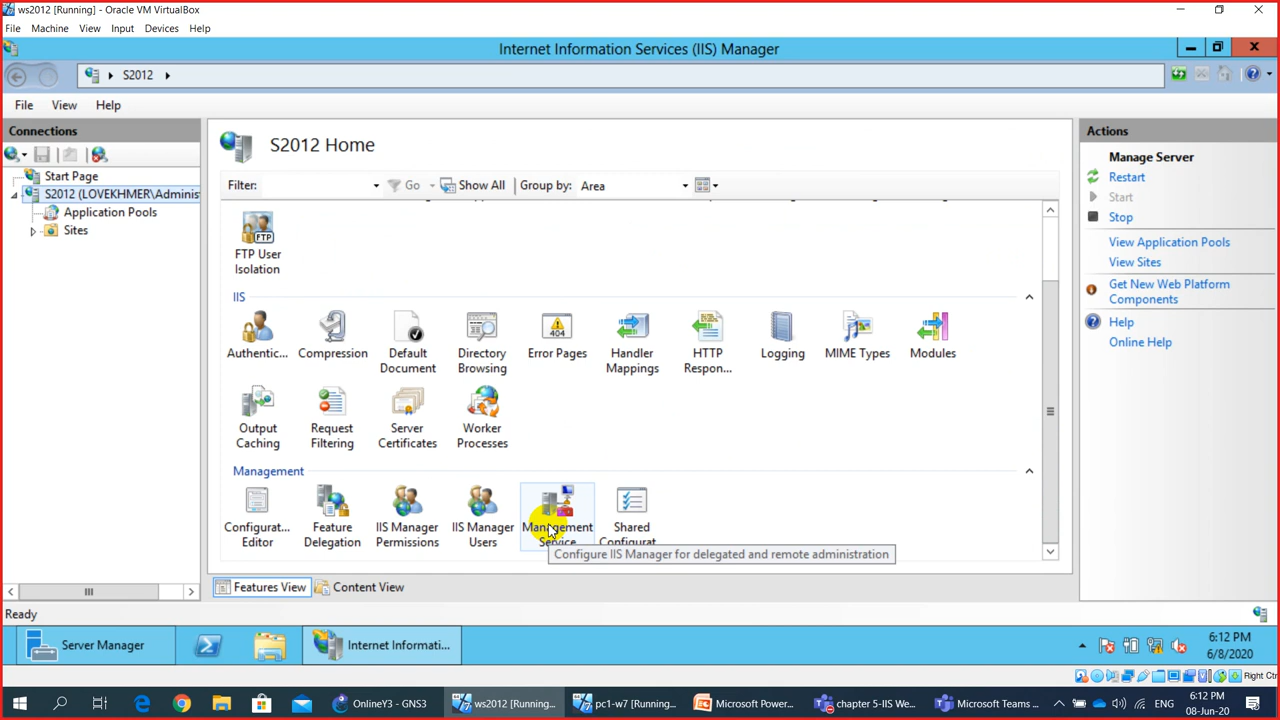 ws2012 [Running] - Oracle VM VirtualBox
File Machine View Input Devices Help
Internet Information Services (IIS) Manager
S2012
File View Help
Connections
Start Page
S2012 (LOVEKHMER\Adminis
Application Pools
Sites
S2012 Home
Filter: Go Show All Group by: Area
FTP
FTP User
Isolation
IIS
404
Authentic... Compression Default
Document Directory
Browsing Error Pages Handler
Mappings HTTP
Respon... Logging MIME Types Modules
Output
Caching Request
Filtering Server
Certificates Worker
Processes
Management
Configurat...
Editor Feature
Delegation IIS Manager
Permissions IIS Manager
Users Management
Service Shared
Configurat
Configure IIS Manager for delegated and remote administration
Features View Content View
Actions
Manage Server
Restart
Start
Stop
View Application Pools
View Sites
Get New Web Platform
Components
Help
Online Help
Ready
Server Manager Internet Informati... 6:12 PM
6/8/2020
Right Ctr
OnlineY3 - GNS3 ws2012 [Running... pc1-w7 [Running... Microsoft Power... chapter 5-IIS We... Microsoft Teams ... ENG 6:12 PM
08-Jun-20